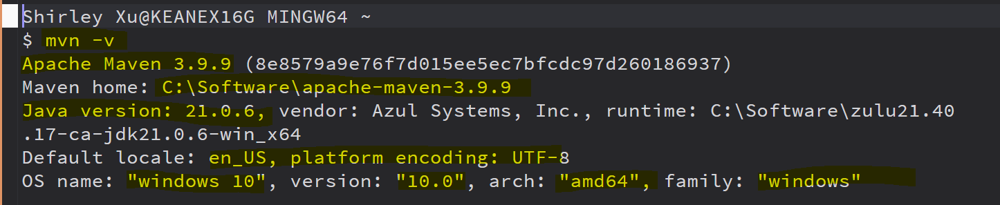 Shirley Xu@KEANEX16G MINGW64 ~
$ mvn -v
Apache Maven 3.9.9 (8e8579a9e76f7d015ee5ec7bfcdc97d260186937)
Maven home: C:\Software\apache-maven-3.9.9
Java version: 21.0.6, vendor: Azul Systems, Inc., runtime: C:\Software\zulu21.40
.17-ca-jdk21.0.6-win_x64
Default locale: en_US, platform encoding: UTF-8
OS name: "windows 10", version: "10.0", arch: "amd64", family: "windows"